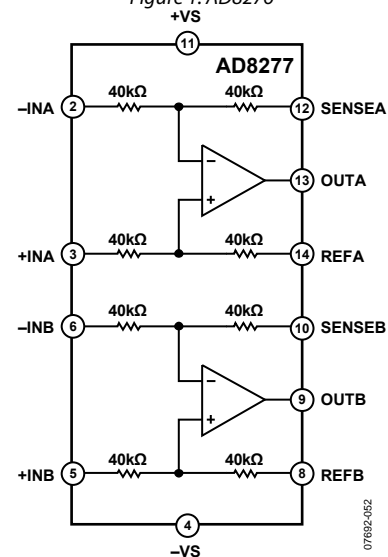 Figure 1. AD8276
+VS
11
AD8277
40kΩ 40kΩ
–INA 2 12 SENSEA
–
13 OUTA
+
40kΩ 40kΩ
+INA 3 14 REFA
40kΩ 40kΩ
–INB 6 10 SENSEB
–
9 OUTB
+
40kΩ 40kΩ
+INB 5 8 REFB
4
–VS
07692-052